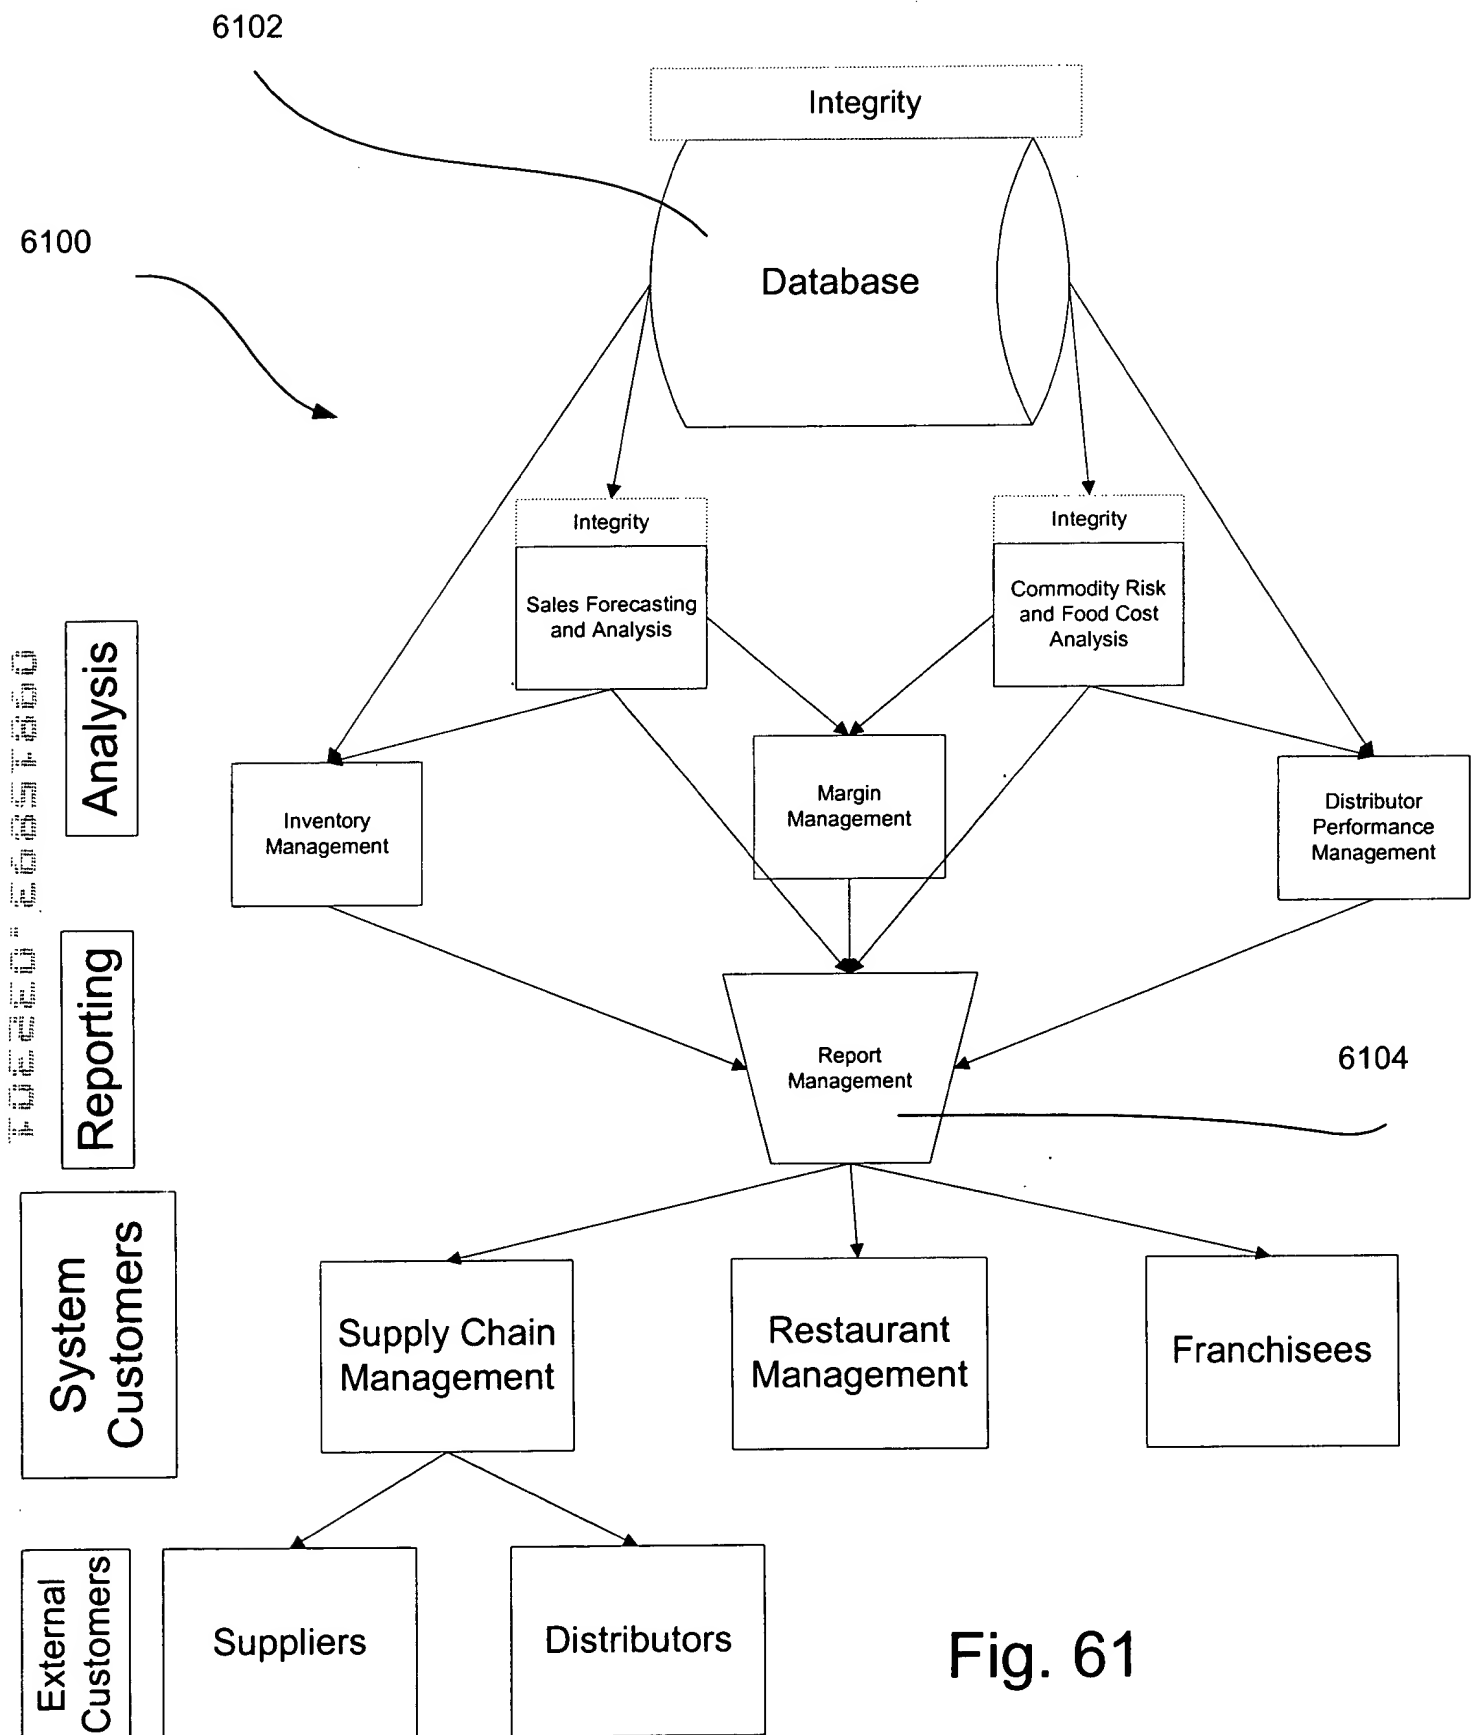 6102
Integrity
6100
Database
Integrity
Integrity
Sales Forecasting
and Analysis
Commodity Risk
and Food Cost
Analysis
Analysis
Inventory
Management
Margin
Management
Distributor
Performance
Management
Reporting
Report
Management
6104
System
Customers
Supply Chain
Management
Restaurant
Management
Franchisees
External
Customers
Suppliers
Distributors
Fig. 61